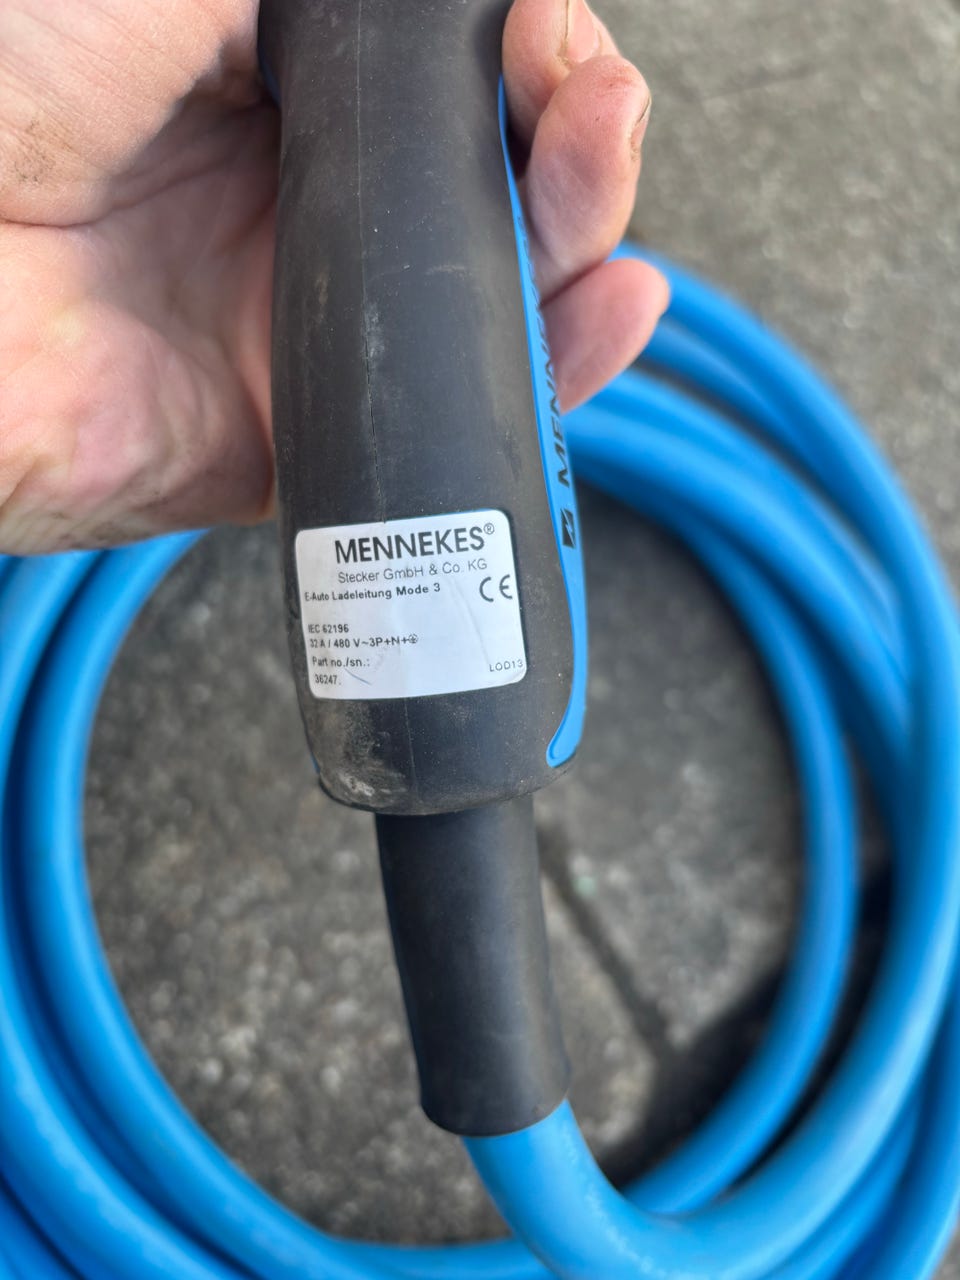 MENNEKES®
Stecker GmbH & Co. KG
E-Auto Ladeleitung Mode 3
CE
IEC 62196
32 A / 480 V~3P+N+⏚
Part no./sn.:
36247.
LOD13
MENNEKES